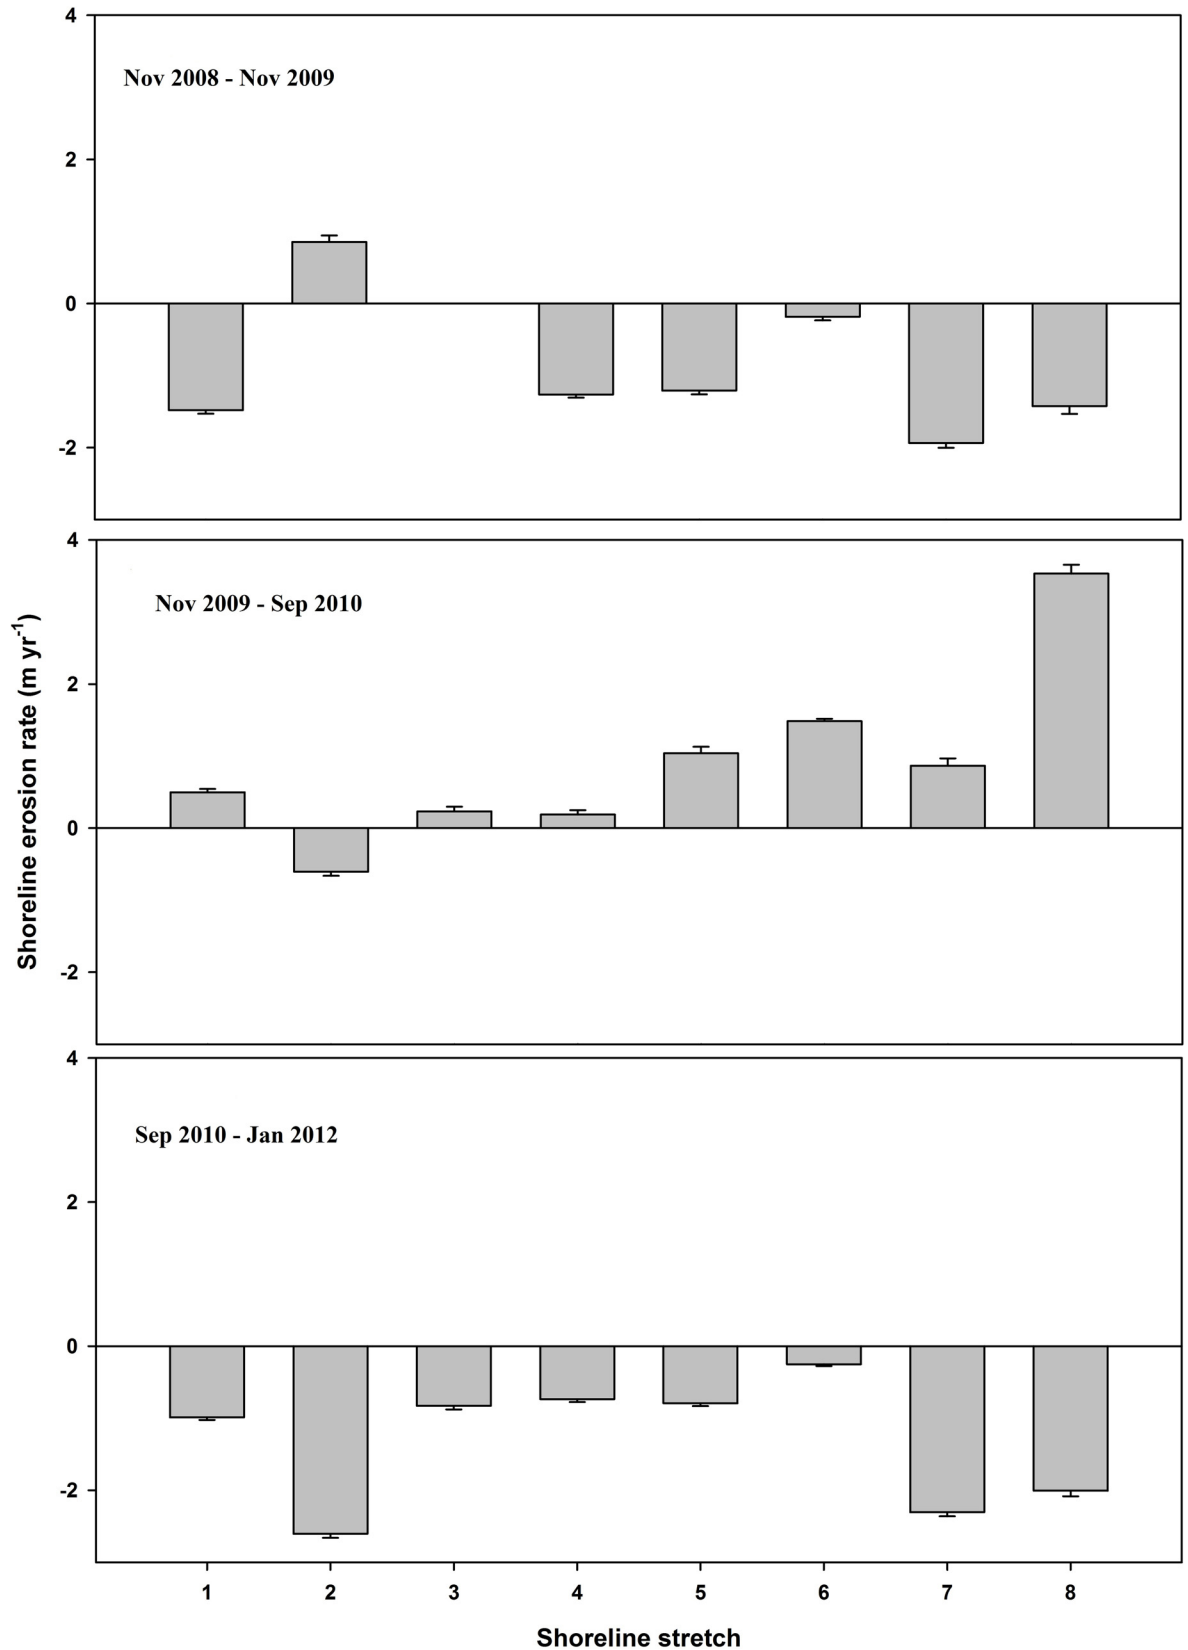 4
Nov 2008 - Nov 2009
2
0
-2
4
Nov 2009 - Sep 2010
2
0
-2
Shoreline erosion rate (m yr⁻¹)
4
Sep 2010 - Jan 2012
2
0
-2
1 2 3 4 5 6 7 8
Shoreline stretch